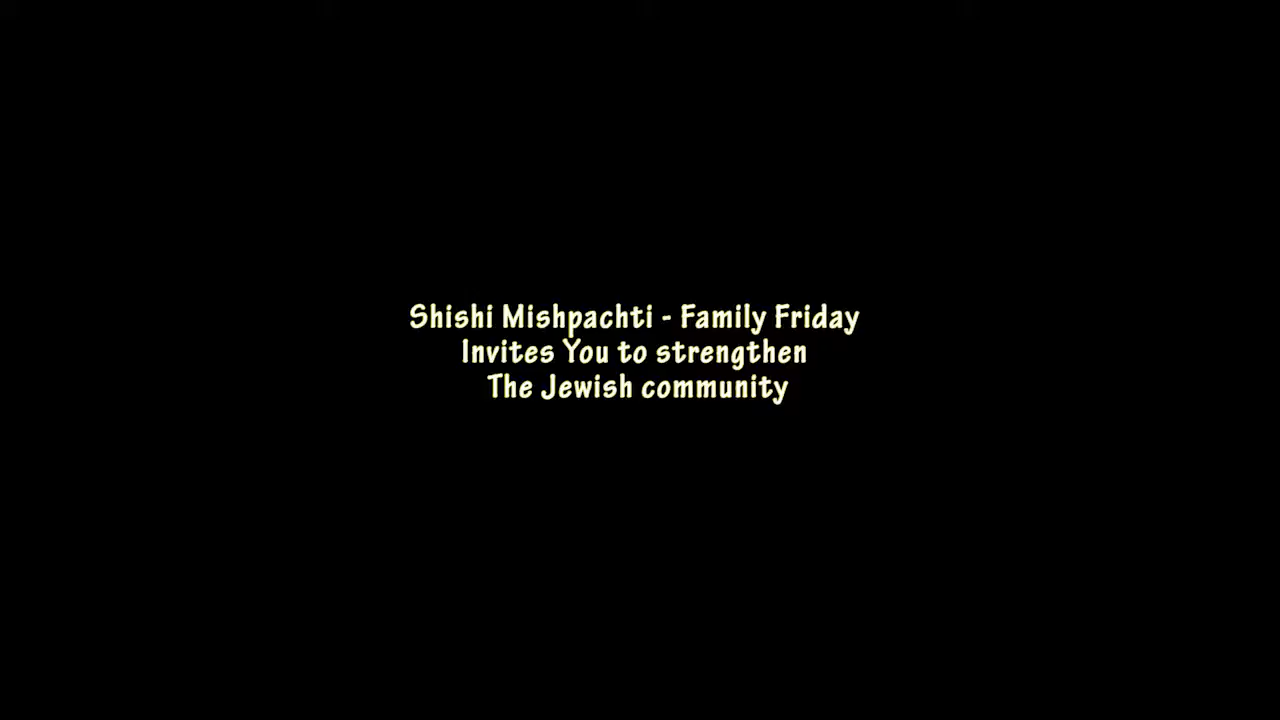 Shishi Mishpachti - Family Friday
Invites You to strengthen
The Jewish community